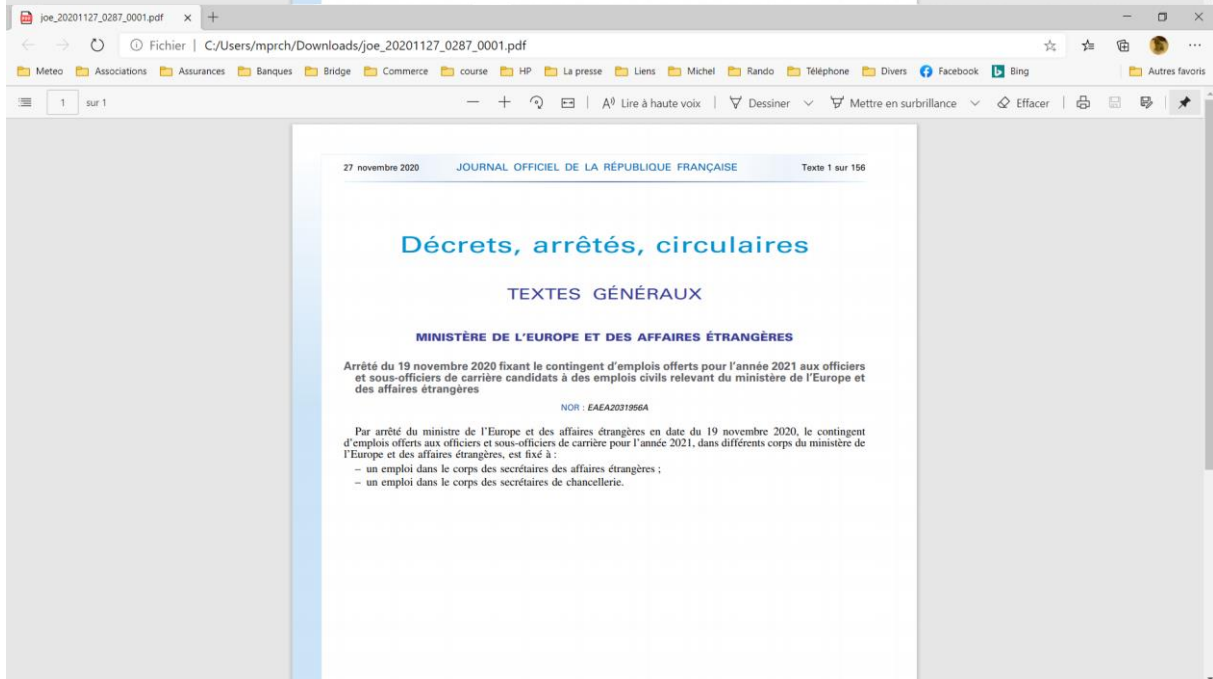 joe_20201127_0287_0001.pdf
Fichier | C:/Users/mprch/Downloads/joe_20201127_0287_0001.pdf
Meteo Associations Assurances Banques Bridge Commerce course HP La presse Liens Michel Rando Téléphone Divers Facebook Bing Autres favoris
1 sur 1 Lire à haute voix Dessiner Mettre en surbrillance Effacer
27 novembre 2020 JOURNAL OFFICIEL DE LA RÉPUBLIQUE FRANÇAISE Texte 1 sur 156
Décrets, arrêtés, circulaires
TEXTES GÉNÉRAUX
MINISTÈRE DE L'EUROPE ET DES AFFAIRES ÉTRANGÈRES
Arrêté du 19 novembre 2020 fixant le contingent d'emplois offerts pour l'année 2021 aux officiers
et sous-officiers de carrière candidats à des emplois civils relevant du ministère de l'Europe et
des affaires étrangères
NOR : EAEA2031956A
Par arrêté du ministre de l'Europe et des affaires étrangères en date du 19 novembre 2020, le contingent
d'emplois offerts aux officiers et sous-officiers de carrière pour l'année 2021, dans différents corps du ministère de
l'Europe et des affaires étrangères, est fixé à :
– un emploi dans le corps des secrétaires des affaires étrangères ;
– un emploi dans le corps des secrétaires de chancellerie.